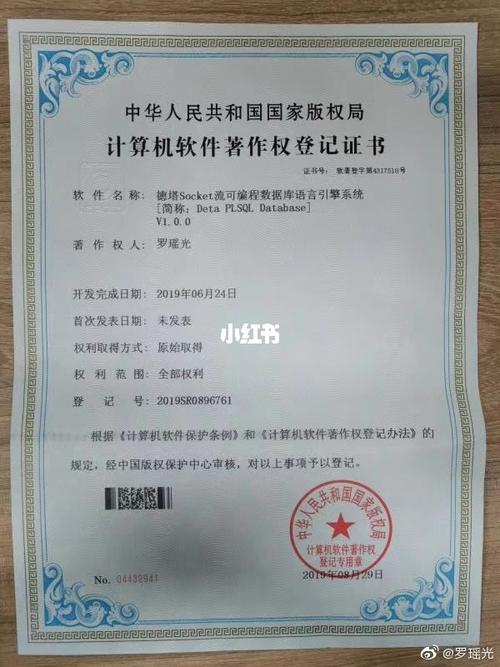 中华人民共和国国家版权局
计算机软件著作权登记证书
证书号： 软著登字第4317518号
软件名称： 德塔Socket流可编程数据库语言引擎系统
[简称：Deta PLSQL Database]
V1.0.0
著作权人： 罗瑶光
开发完成日期： 2019年06月24日
首次发表日期： 未发表
权利取得方式： 原始取得
权利范围： 全部权利
登记号： 2019SR0896761
根据《计算机软件保护条例》和《计算机软件著作权登记办法》的
规定，经中国版权保护中心审核，对以上事项予以登记。
中华人民共和国国家版权局
计算机软件著作权
登记专用章
No. 04432941
2019年08月29日
小红书
@罗瑶光